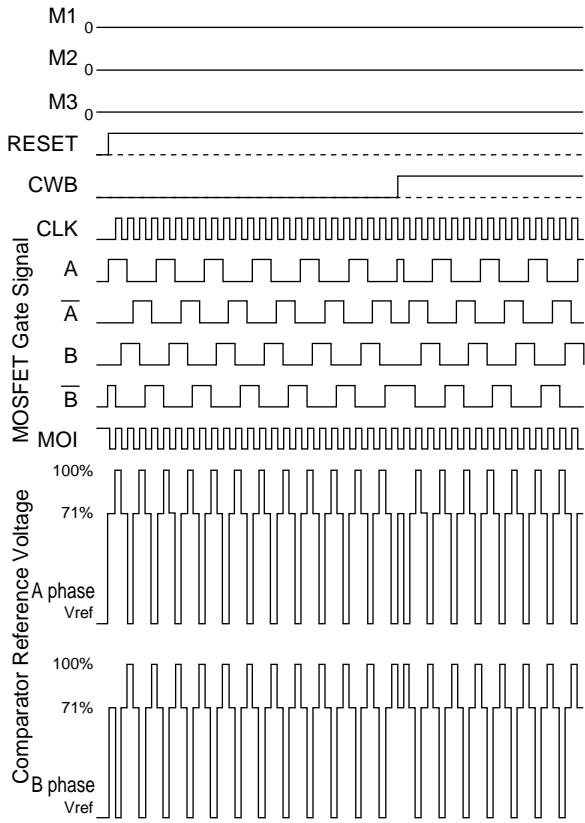 M1 0
M2 0
M3 0
RESET
CWB
CLK
MOSFET Gate Signal
A
A̅
B
B̅
MOI
Comparator Reference Voltage
100%
71%
A phase
Vref
100%
71%
B phase
Vref